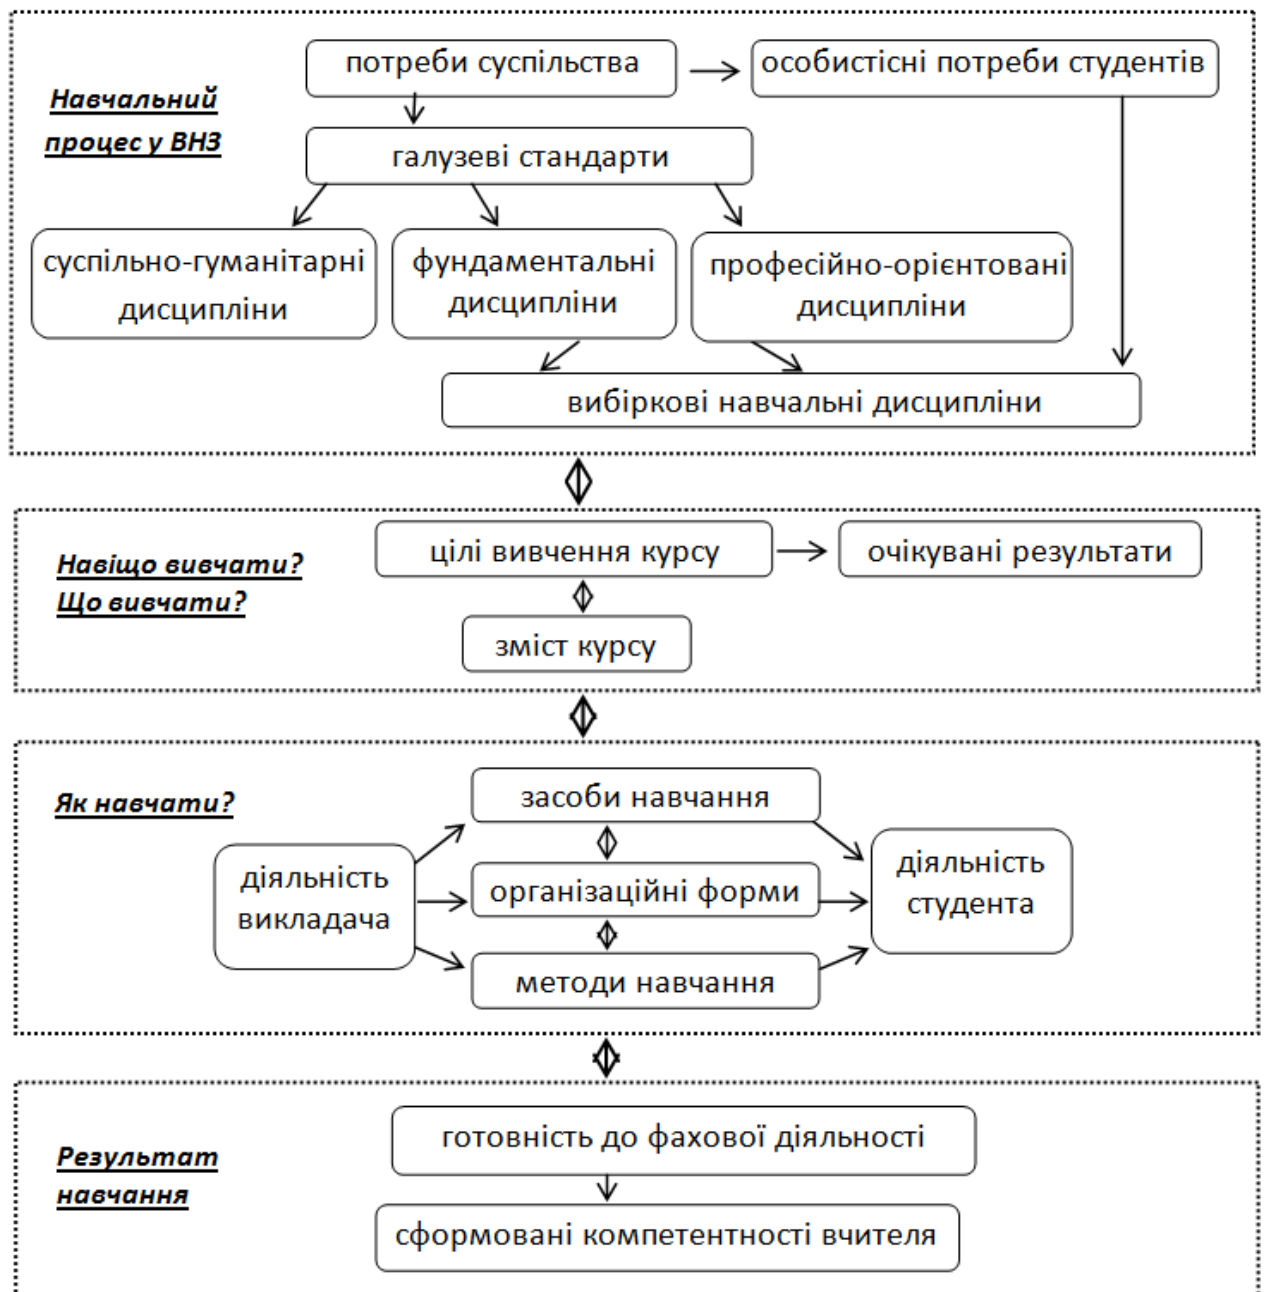 потреби суспільства
особистісні потреби студентів
Навчальний
процес у ВНЗ
галузеві стандарти
суспільно-гуманітарні
дисципліни
фундаментальні
дисципліни
професійно-орієнтовані
дисципліни
вибіркові навчальні дисципліни
Навіщо вивчати?
Що вивчати?
цілі вивчення курсу
очікувані результати
зміст курсу
Як навчати?
засоби навчання
діяльність
викладача
організаційні форми
діяльність
студента
методи навчання
Результат
навчання
готовність до фахової діяльності
сформовані компетентності вчителя